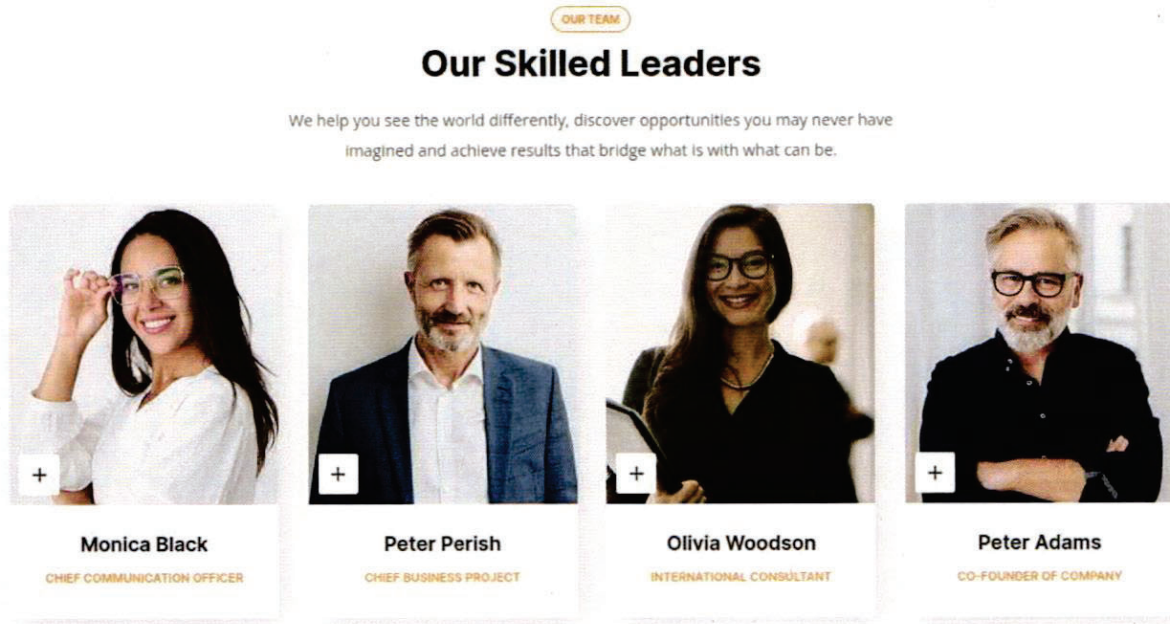 OUR TEAM
Our Skilled Leaders
We help you see the world differently, discover opportunities you may never have
imagined and achieve results that bridge what is with what can be.
Monica Black
CHIEF COMMUNICATION OFFICER
Peter Perish
CHIEF BUSINESS PROJECT
Olivia Woodson
INTERNATIONAL CONSULTANT
Peter Adams
CO-FOUNDER OF COMPANY